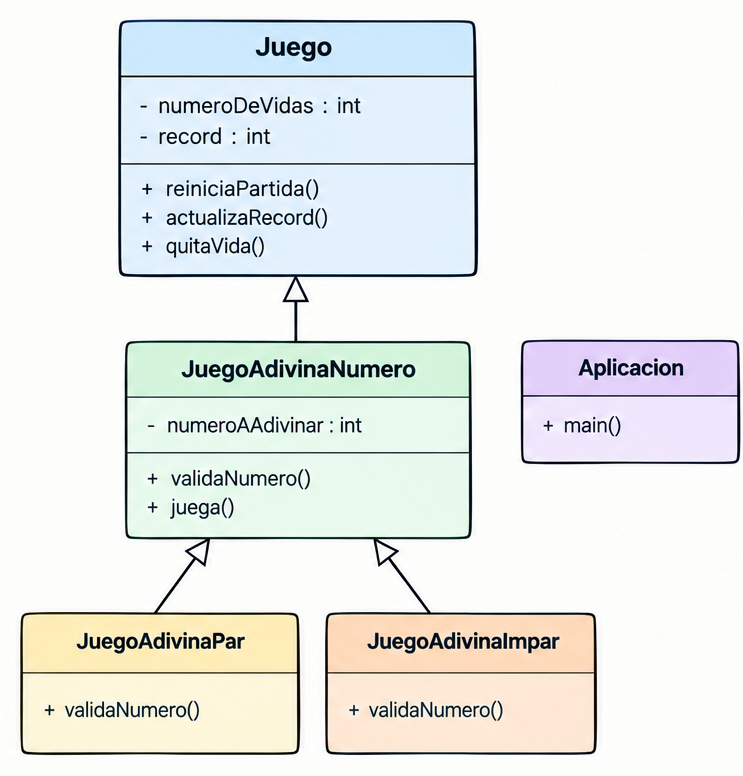 Juego
- numeroDeVidas : int
- record : int
+ reiniciaPartida()
+ actualizaRecord()
+ quitaVida()
JuegoAdivinaNumero
- numeroAAdivinar : int
+ validaNumero()
+ juega()
Aplicacion
+ main()
JuegoAdivinaPar
+ validaNumero()
JuegoAdivinaImpar
+ validaNumero()